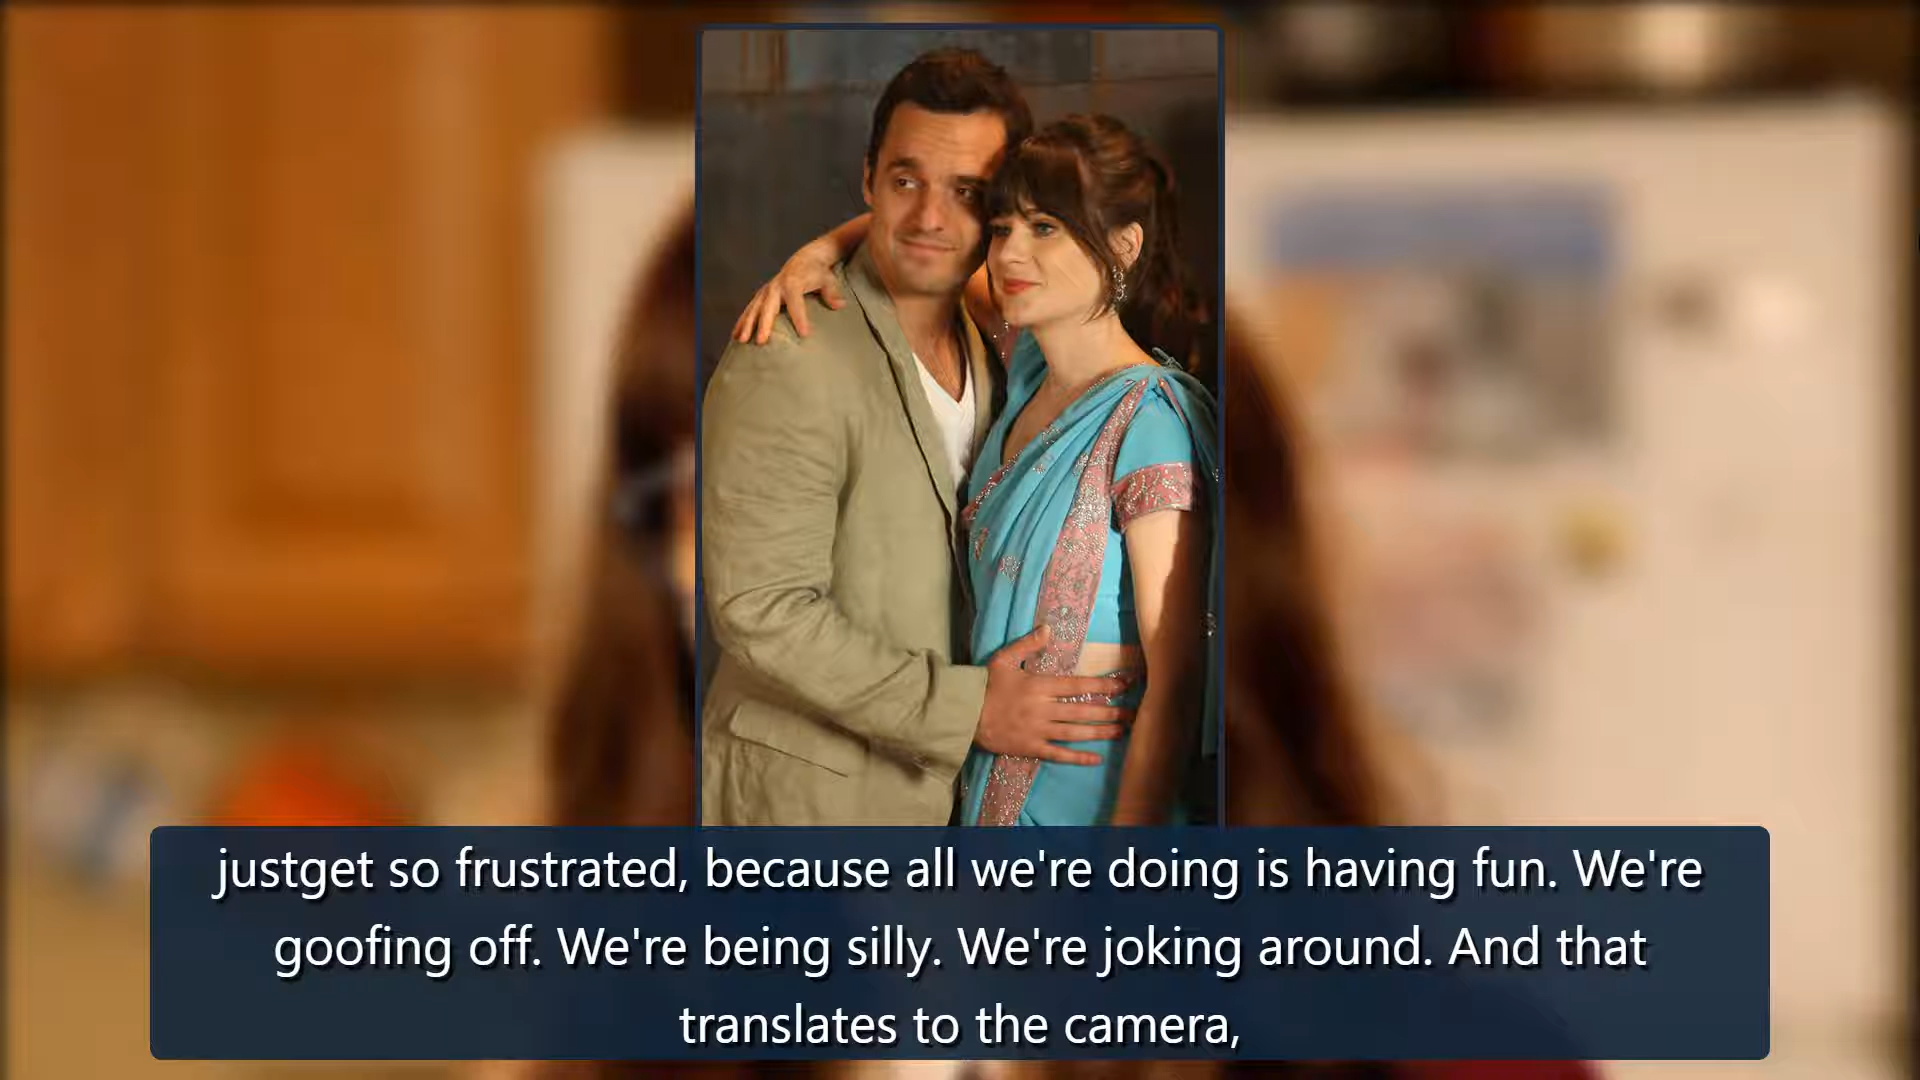 justget so frustrated, because all we're doing is having fun. We're
goofing off. We're being silly. We're joking around. And that
translates to the camera,